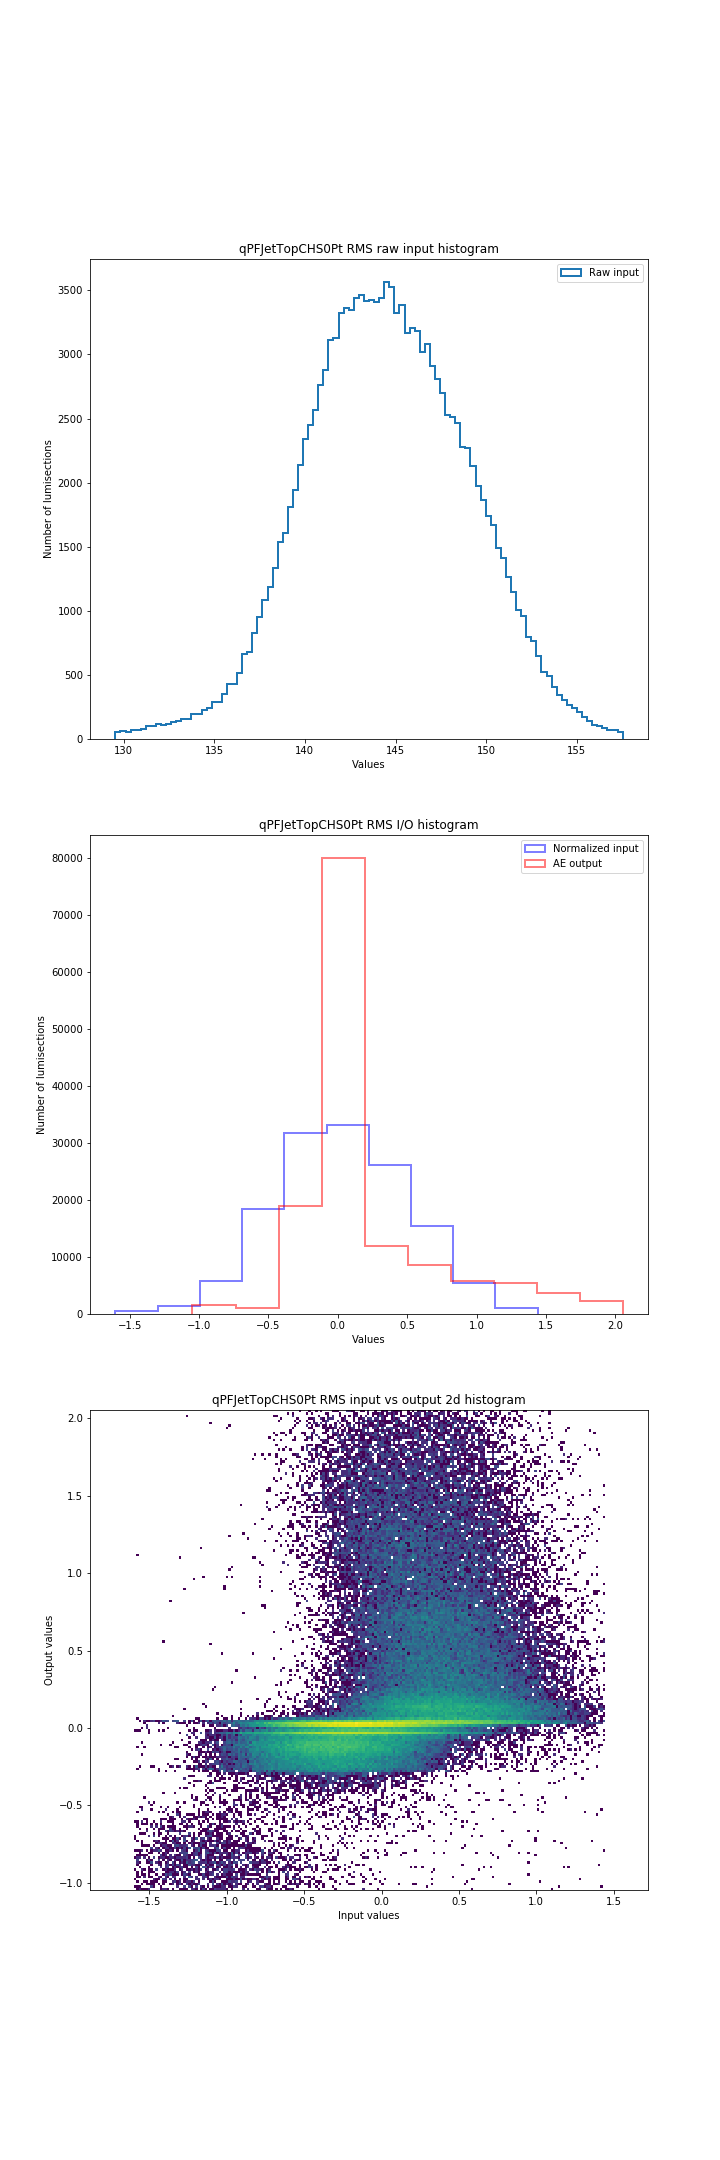 qPFJetTopCHS0Pt RMS raw input histogram
Raw input
3500
3000
2500
2000
1500
1000
500
0
Number of lumisections
130 135 140 145 150 155
Values
qPFJetTopCHS0Pt RMS I/O histogram
Normalized input
AE output
80000
70000
60000
50000
40000
30000
20000
10000
0
Number of lumisections
−1.5 −1.0 −0.5 0.0 0.5 1.0 1.5 2.0
Values
qPFJetTopCHS0Pt RMS input vs output 2d histogram
2.0
1.5
1.0
0.5
0.0
−0.5
−1.0
Output values
−1.5 −1.0 −0.5 0.0 0.5 1.0 1.5
Input values